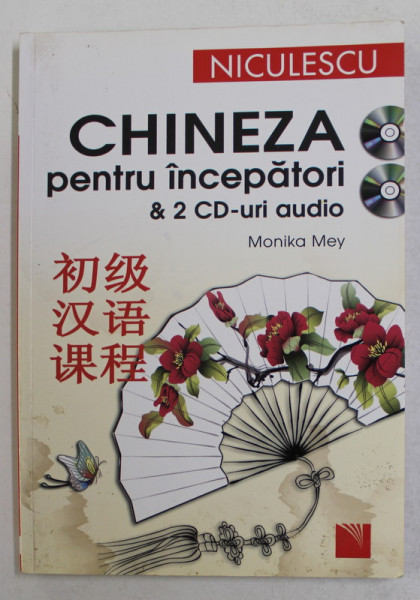 NICULESCU
CHINEZA
pentru începători
& 2 CD-uri audio
Monika Mey
初级
汉语
课程